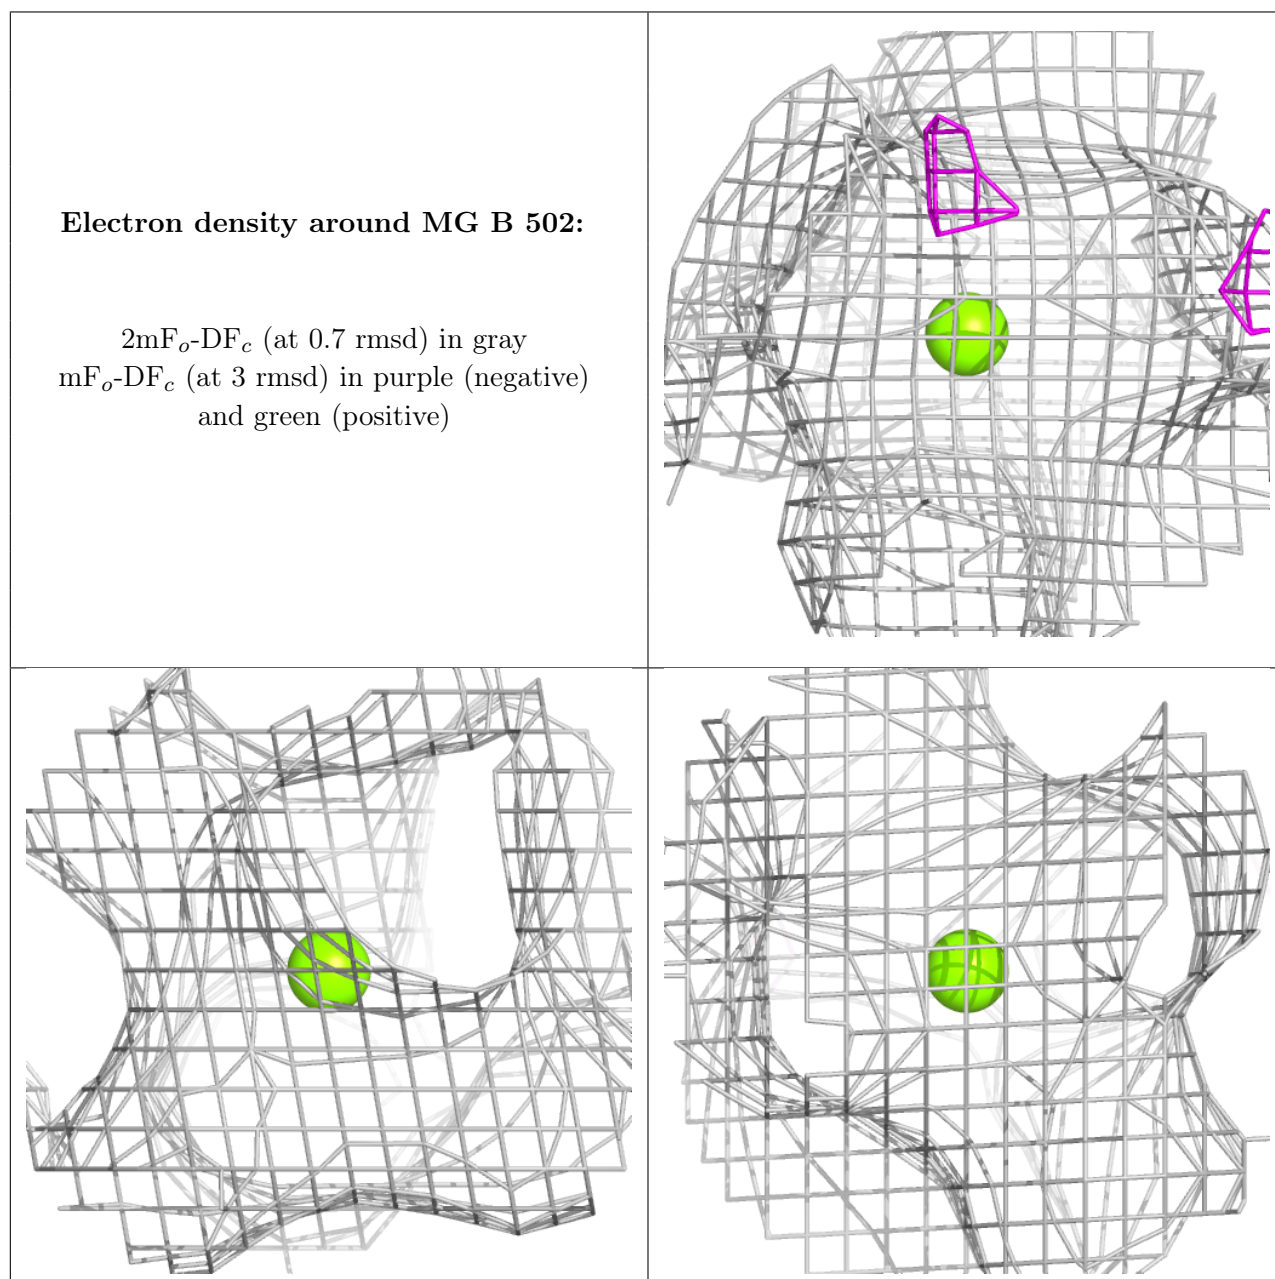 Electron density around MG B 502:
2mFo-DFc (at 0.7 rmsd) in gray
mFo-DFc (at 3 rmsd) in purple (negative)
and green (positive)